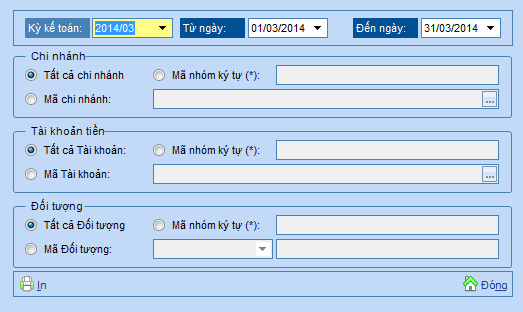 Kỳ kế toán: 2014/03 Từ ngày: 01/03/2014 Đến ngày: 31/03/2014
Chi nhánh
Tất cả chi nhánh Mã nhóm ký tự (*):
Mã chi nhánh: ...
Tài khoản tiền
Tất cả Tài khoản: Mã nhóm ký tự (*):
Mã Tài khoản: ...
Đối tượng
Tất cả Đối tượng Mã nhóm ký tự (*):
Mã Đối tượng:
In Đóng